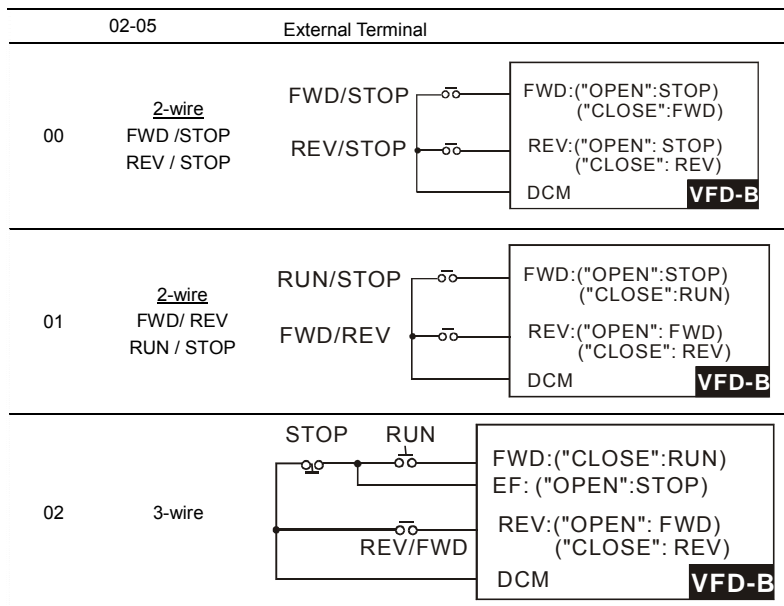 02-05 External Terminal
00
2-wire
FWD /STOP
REV / STOP
FWD/STOP
REV/STOP
FWD:("OPEN":STOP)
("CLOSE":FWD)
REV:("OPEN": STOP)
("CLOSE": REV)
DCM
VFD-B
01
2-wire
FWD/ REV
RUN / STOP
RUN/STOP
FWD/REV
FWD:("OPEN":STOP)
("CLOSE":RUN)
REV:("OPEN": FWD)
("CLOSE": REV)
DCM
VFD-B
02
3-wire
STOP RUN
REV/FWD
FWD:("CLOSE":RUN)
EF: ("OPEN":STOP)
REV:("OPEN": FWD)
("CLOSE": REV)
DCM
VFD-B